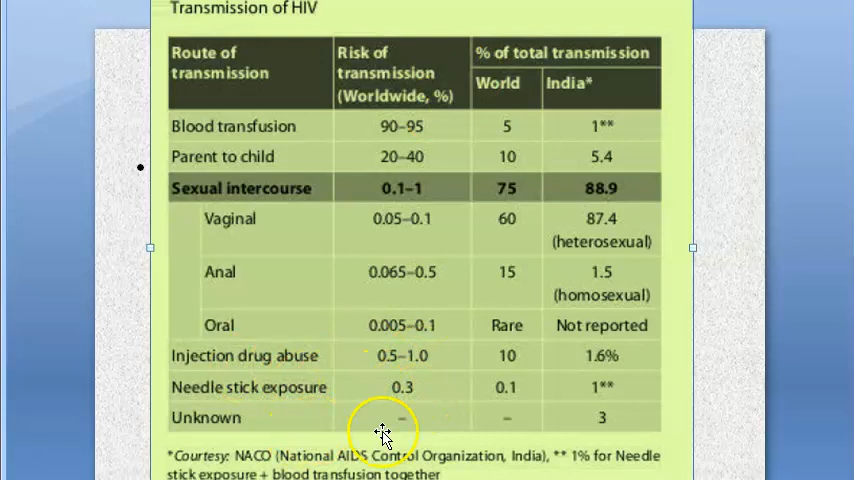 Transmission of HIV
Route of transmission | Risk of transmission (Worldwide, %) | % of total transmission
World | India*
Blood transfusion | 90–95 | 5 | 1**
Parent to child | 20–40 | 10 | 5.4
Sexual intercourse | 0.1–1 | 75 | 88.9
Vaginal | 0.05–0.1 | 60 | 87.4 (heterosexual)
Anal | 0.065–0.5 | 15 | 1.5 (homosexual)
Oral | 0.005–0.1 | Rare | Not reported
Injection drug abuse | 0.5–1.0 | 10 | 1.6%
Needle stick exposure | 0.3 | 0.1 | 1**
Unknown | – | – | 3
*Courtesy: NACO (National AIDS Control Organization, India), ** 1% for Needle
stick exposure + blood transfusion together